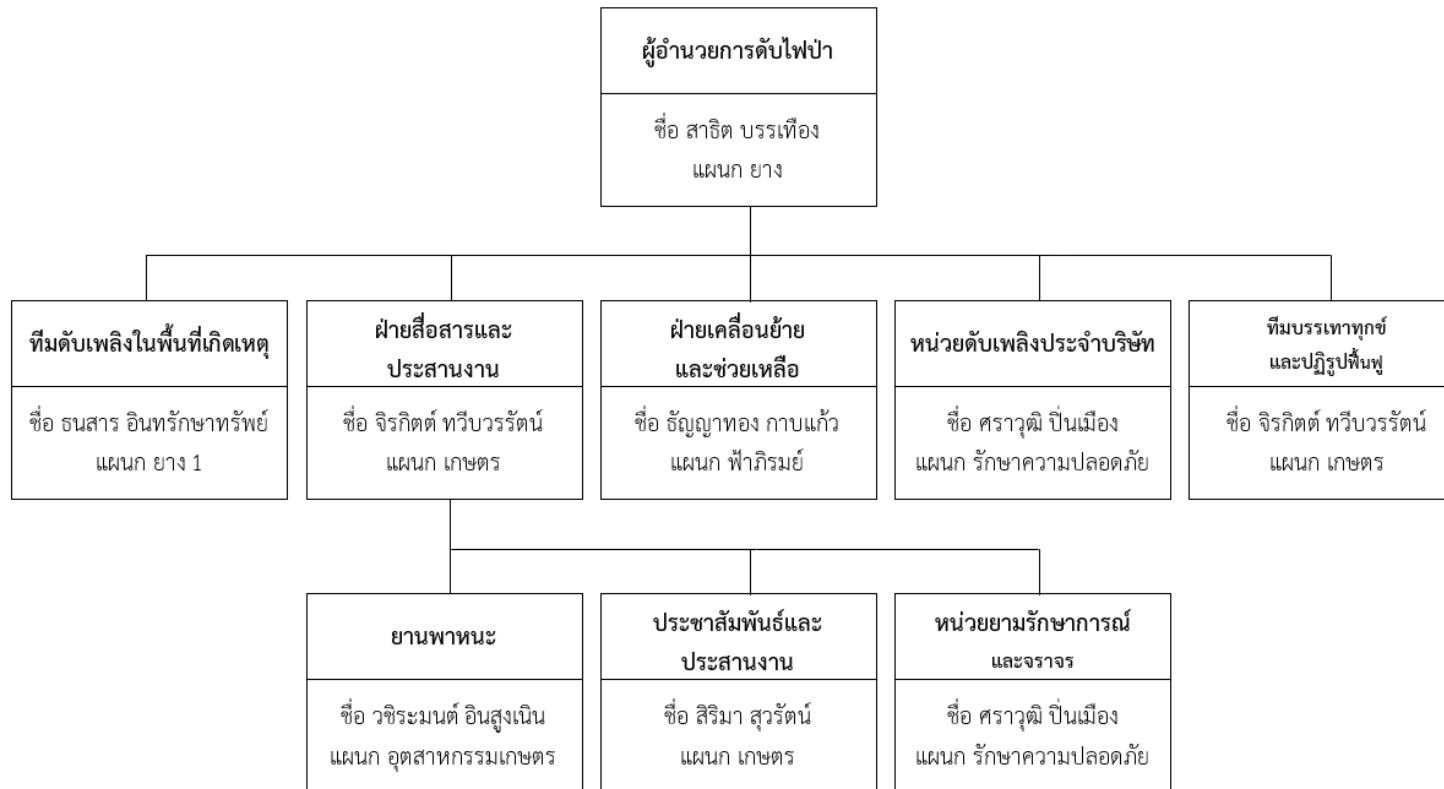 ผู้อำนวยการดับไฟป่า
ชื่อ สาธิต บรรเทือง
แผนก ยาง
ทีมดับเพลิงในพื้นที่เกิดเหตุ
ชื่อ ธนสาร อินทรักษาทรัพย์
แผนก ยาง 1
ฝ่ายสื่อสารและ
ประสานงาน
ชื่อ จิรกิตต์ ทวีบวรรัตน์
แผนก เกษตร
ฝ่ายเคลื่อนย้าย
และช่วยเหลือ
ชื่อ ธัญญาทอง กาบแก้ว
แผนก ฟ้าภิรมย์
หน่วยดับเพลิงประจำบริษัท
ชื่อ ศราวุฒิ ปิ่นเมือง
แผนก รักษาความปลอดภัย
ทีมบรรเทาทุกข์
และปฏิรูปฟื้นฟู
ชื่อ จิรกิตต์ ทวีบวรรัตน์
แผนก เกษตร
ยานพาหนะ
ชื่อ วชิระมนต์ อินสูงเนิน
แผนก อุตสาหกรรมเกษตร
ประชาสัมพันธ์และ
ประสานงาน
ชื่อ สิริมา สุวรัตน์
แผนก เกษตร
หน่วยยามรักษาการณ์
และจราจร
ชื่อ ศราวุฒิ ปิ่นเมือง
แผนก รักษาความปลอดภัย